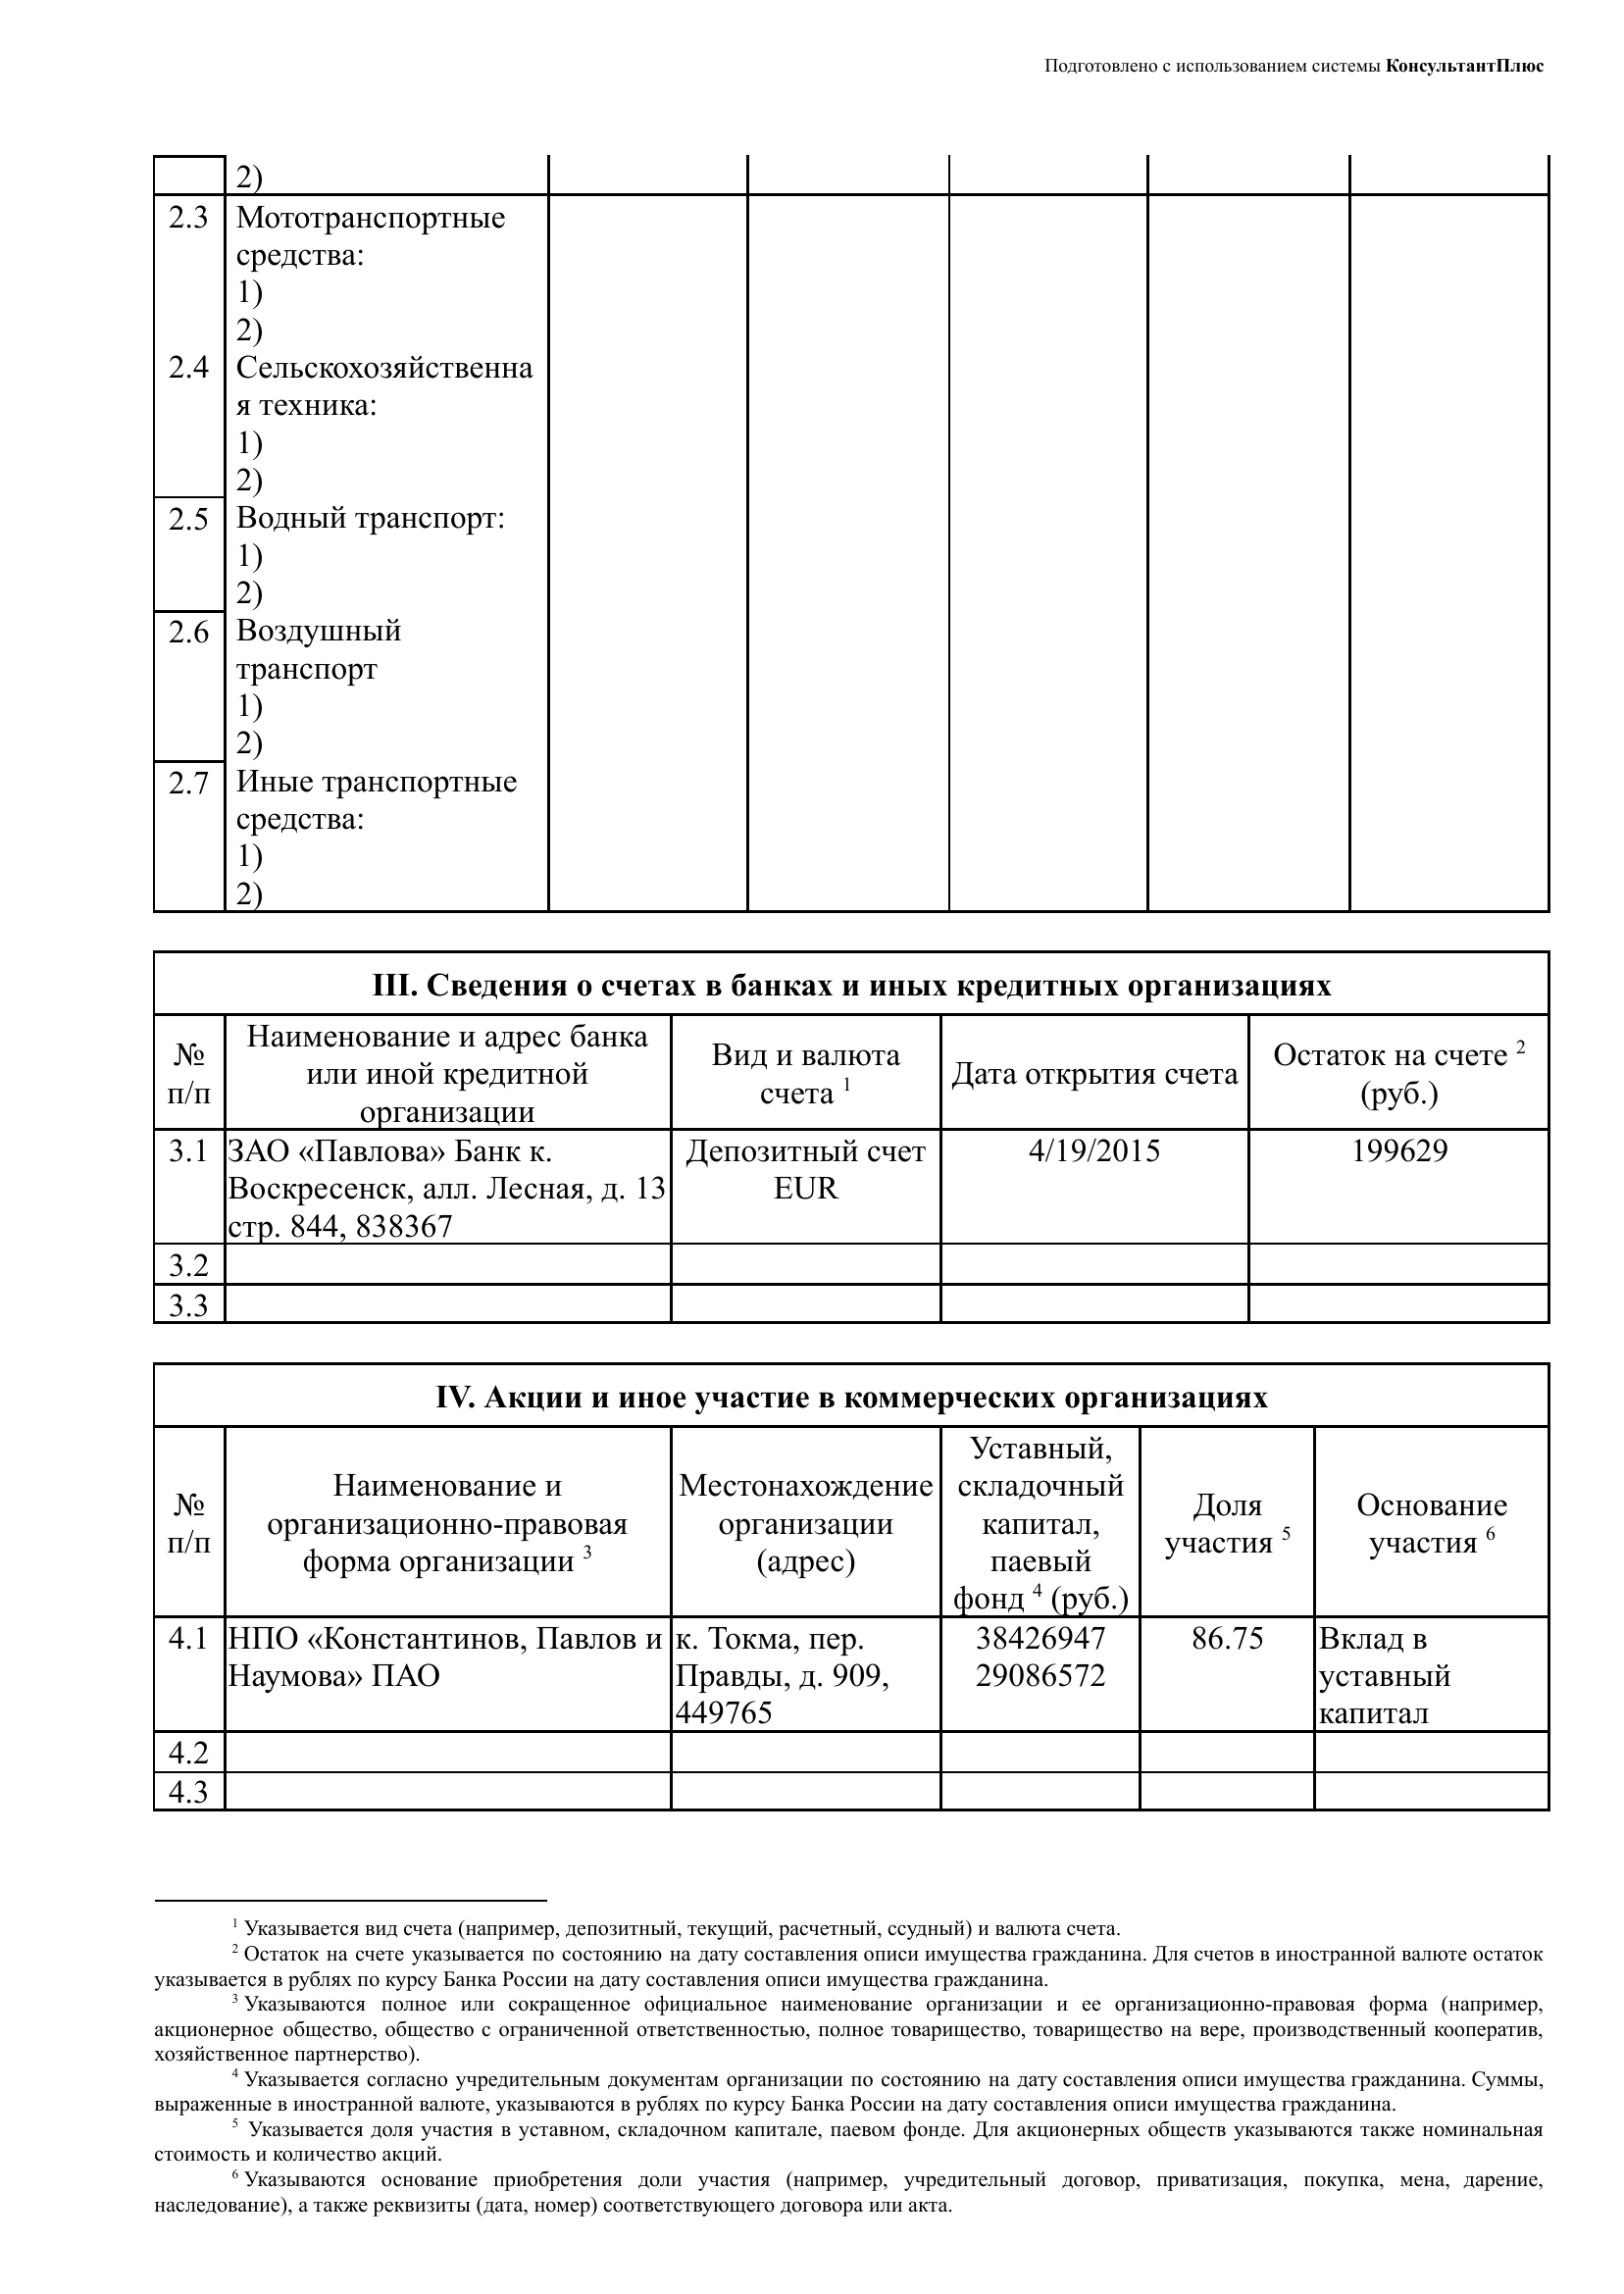 Подготовлено с использованием системы КонсультантПлюс
2)
2.3 Мототранспортные
средства:
1)
2)
2.4 Сельскохозяйственна
я техника:
1)
2)
2.5 Водный транспорт:
1)
2)
2.6 Воздушный
транспорт
1)
2)
2.7 Иные транспортные
средства:
1)
2)
III. Сведения о счетах в банках и иных кредитных организациях
№
п/п
Наименование и адрес банка
или иной кредитной
организации
Вид и валюта
счета 1
Дата открытия счета
Остаток на счете 2
(руб.)
3.1
ЗАО «Павлова» Банк к.
Воскресенск, алл. Лесная, д. 13
стр. 844, 838367
Депозитный счет
EUR
4/19/2015
199629
3.2
3.3
IV. Акции и иное участие в коммерческих организациях
№
п/п
Наименование и
организационно-правовая
форма организации 3
Местонахождение
организации
(адрес)
Уставный,
складочный
капитал,
паевый
фонд 4 (руб.)
Доля
участия 5
Основание
участия 6
4.1
НПО «Константинов, Павлов и
Наумова» ПАО
к. Токма, пер.
Правды, д. 909,
449765
38426947
29086572
86.75
Вклад в
уставный
капитал
4.2
4.3
1 Указывается вид счета (например, депозитный, текущий, расчетный, ссудный) и валюта счета.
2 Остаток на счете указывается по состоянию на дату составления описи имущества гражданина. Для счетов в иностранной валюте остаток
указывается в рублях по курсу Банка России на дату составления описи имущества гражданина.
3 Указываются полное или сокращенное официальное наименование организации и ее организационно-правовая форма (например,
акционерное общество, общество с ограниченной ответственностью, полное товарищество, товарищество на вере, производственный кооператив,
хозяйственное партнерство).
4 Указывается согласно учредительным документам организации по состоянию на дату составления описи имущества гражданина. Суммы,
выраженные в иностранной валюте, указываются в рублях по курсу Банка России на дату составления описи имущества гражданина.
5 Указывается доля участия в уставном, складочном капитале, паевом фонде. Для акционерных обществ указываются также номинальная
стоимость и количество акций.
6 Указываются основание приобретения доли участия (например, учредительный договор, приватизация, покупка, мена, дарение,
наследование), а также реквизиты (дата, номер) соответствующего договора или акта.